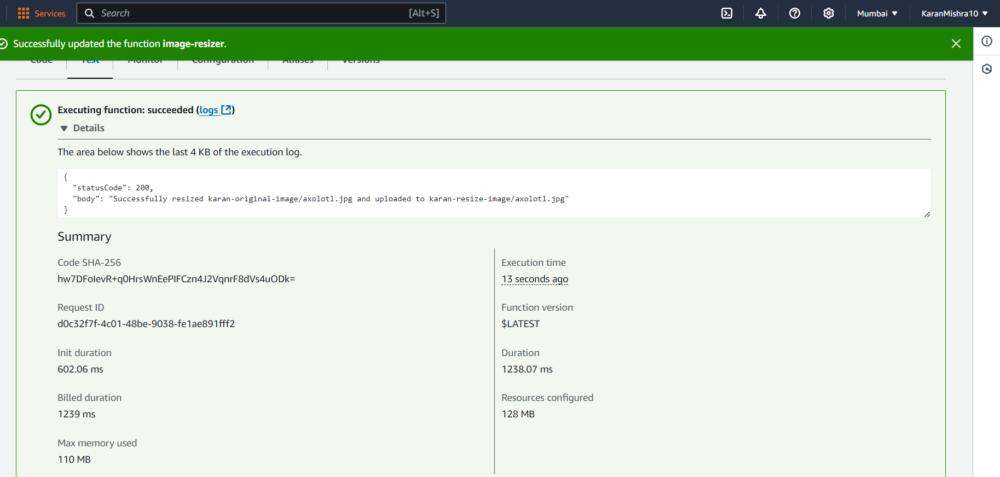 Services
Search
[Alt+S]
Mumbai
KaranMishra10
Successfully updated the function image-resizer.
Code
Test
Monitor
Configuration
Aliases
Versions
Executing function: succeeded (logs)
Details
The area below shows the last 4 KB of the execution log.
{
"statusCode": 200,
"body": "Successfully resized karan-original-image/axolotl.jpg and uploaded to karan-resize-image/axolotl.jpg"
}
Summary
Code SHA-256
hw7DFoIevR+q0HrsWnEePIFCzn4J2VqnrF8dVs4uODk=
Execution time
13 seconds ago
Request ID
d0c32f7f-4c01-48be-9038-fe1ae891fff2
Function version
$LATEST
Init duration
602.06 ms
Duration
1238.07 ms
Billed duration
1239 ms
Resources configured
128 MB
Max memory used
110 MB